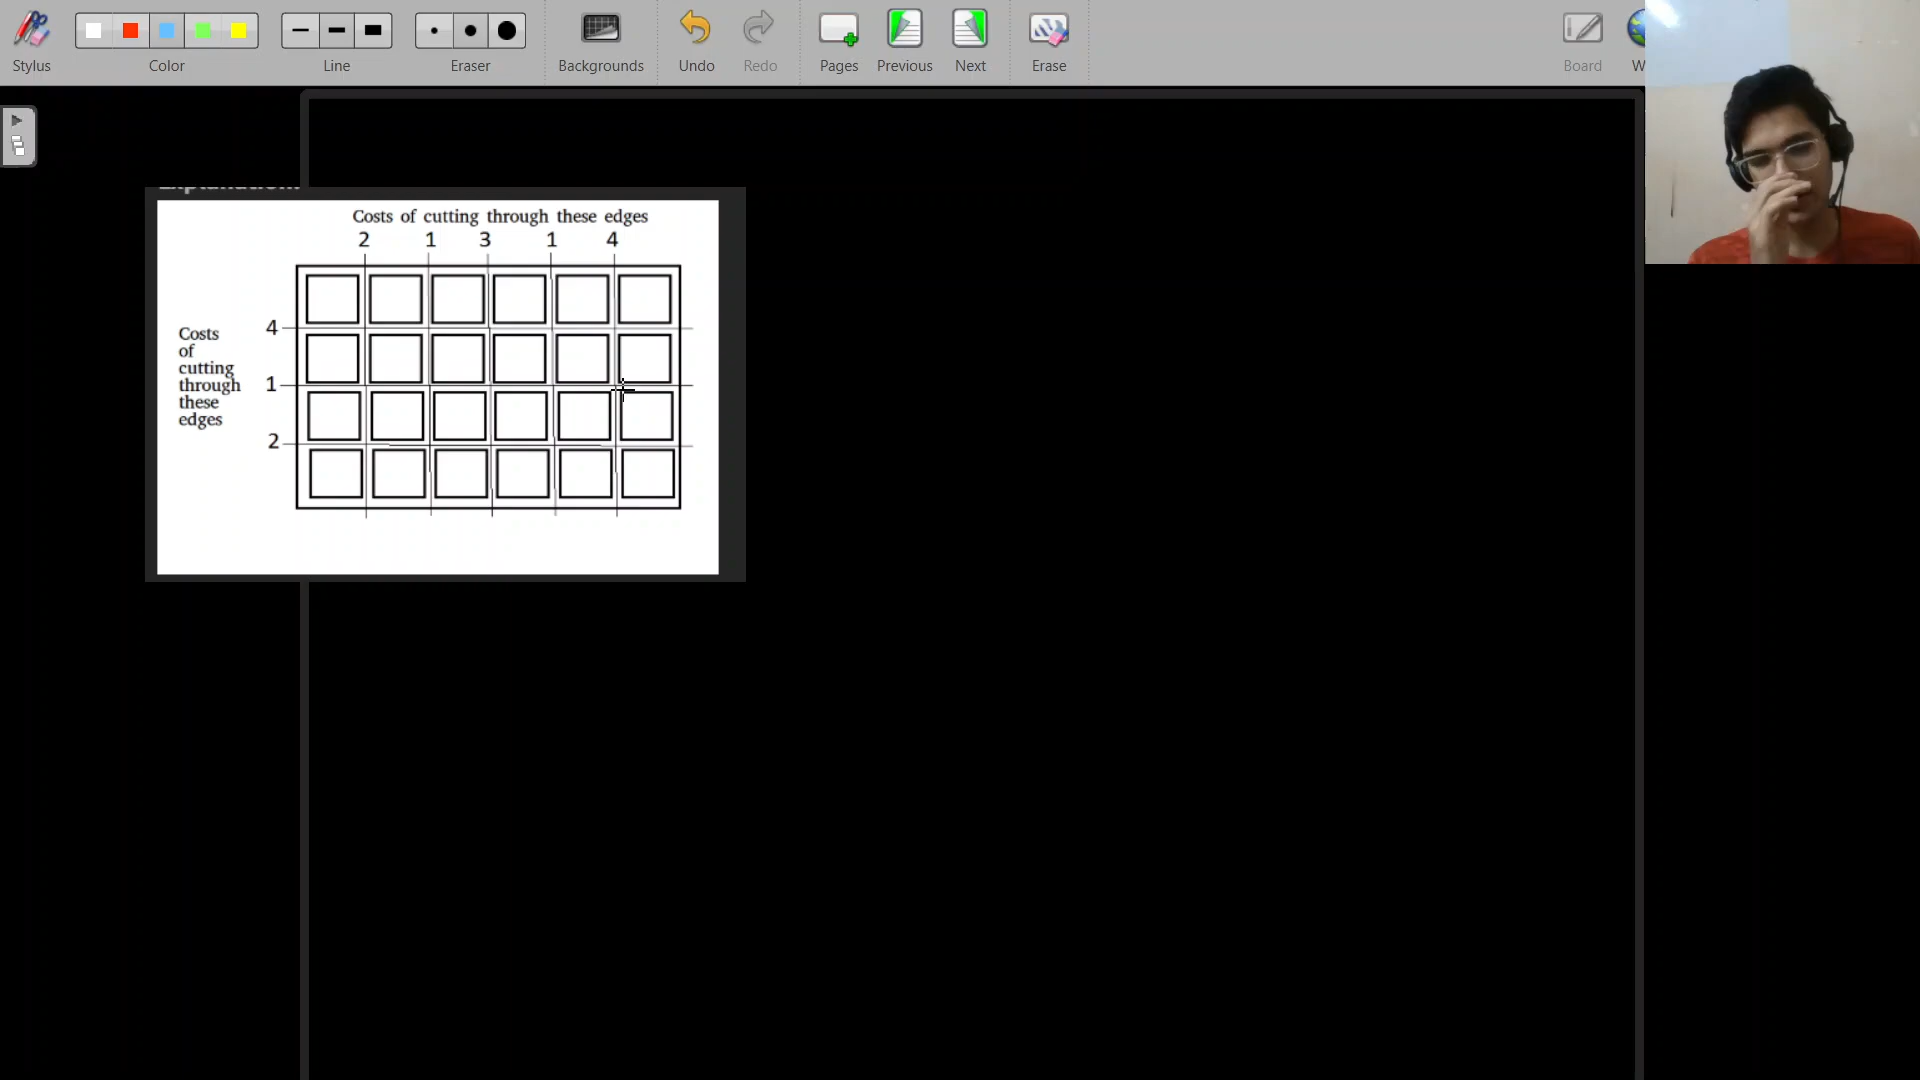 Stylus
Color
Line
Eraser
Backgrounds
Undo
Redo
Pages
Previous
Next
Erase
Board
W
Explanation:
Costs of cutting through these edges
2 1 3 1 4
Costs
of
cutting
through
these
edges
4
1
2